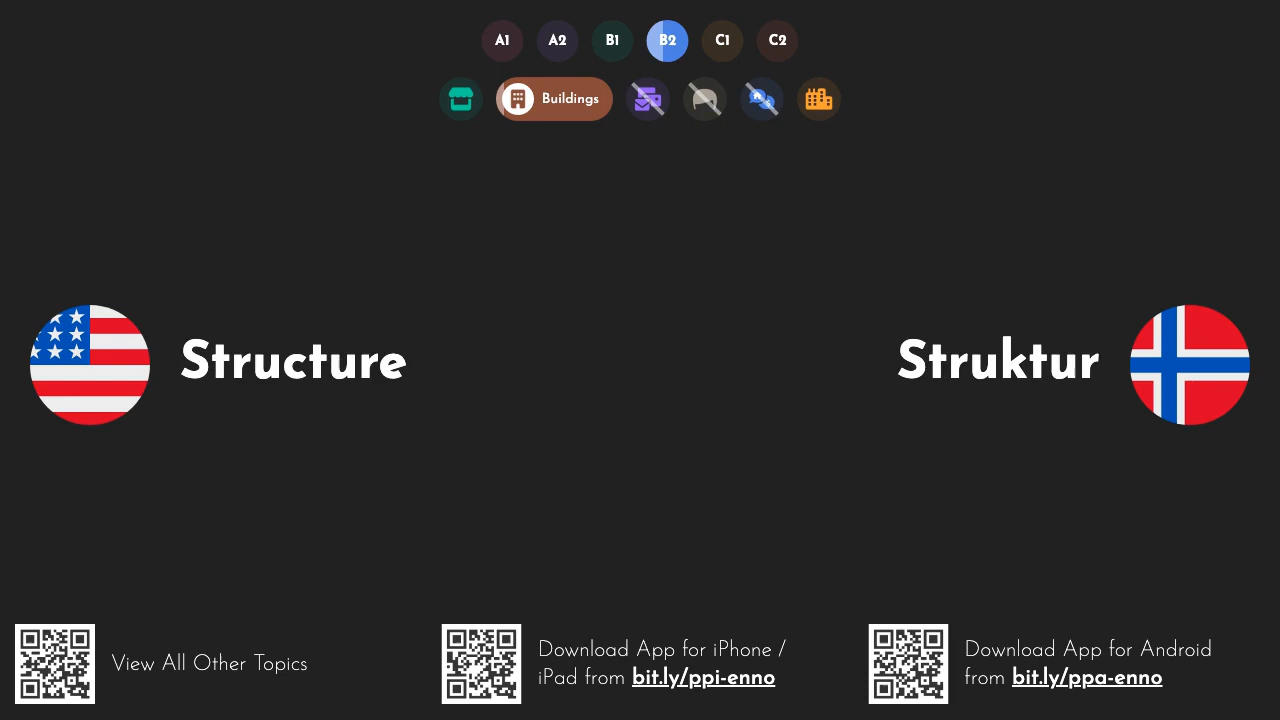 A1 A2 B1 B2 C1 C2
Buildings
Structure
Struktur
View All Other Topics
Download App for iPhone /
iPad from bit.ly/ppi-enno
Download App for Android
from bit.ly/ppa-enno